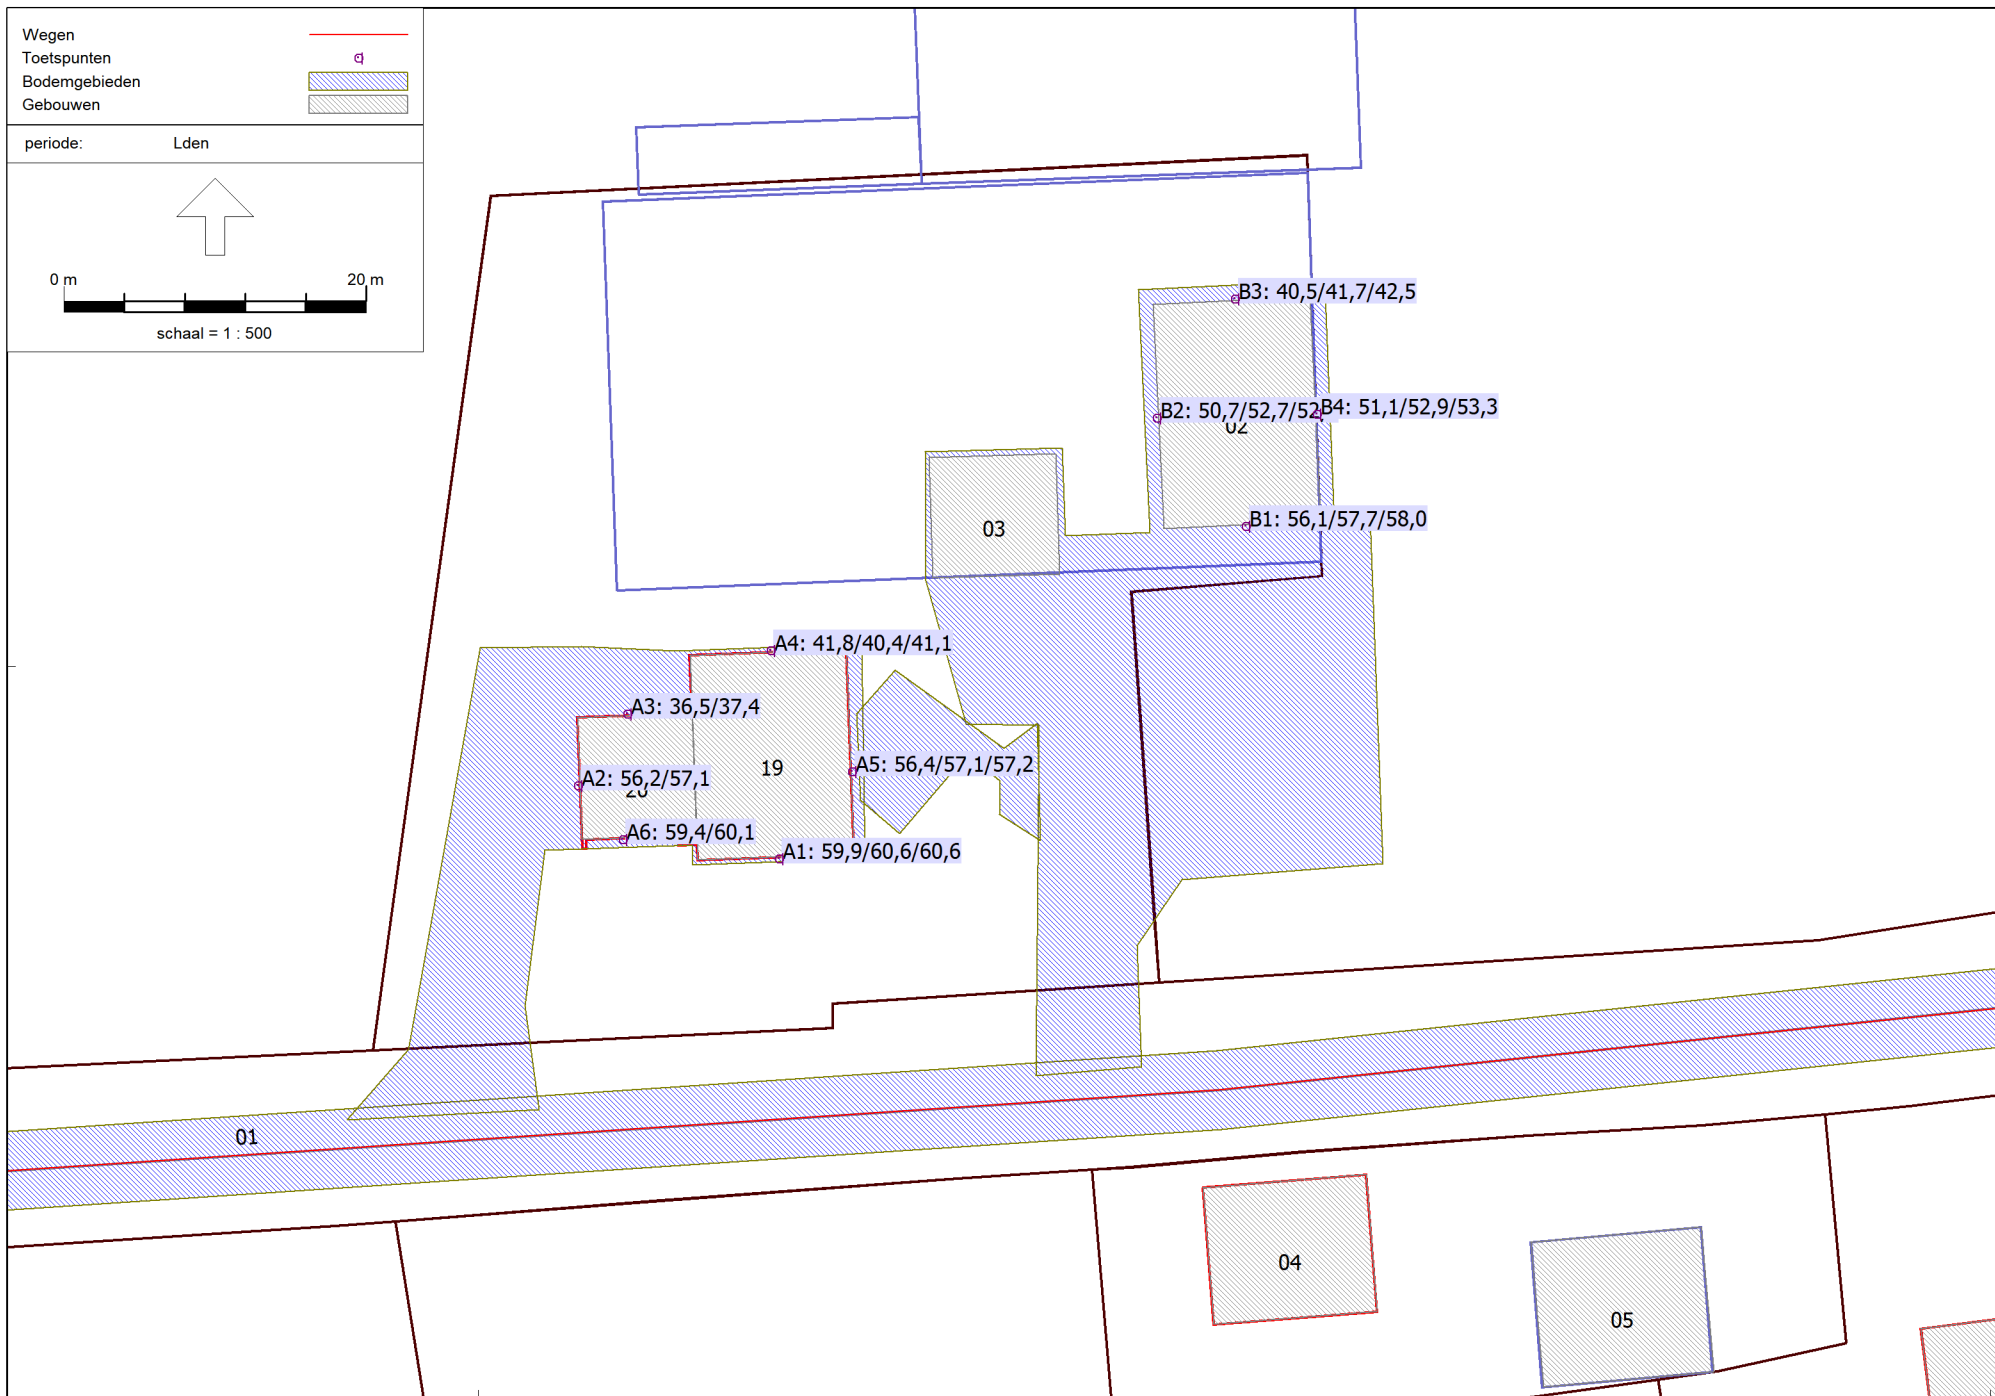 Wegen
Toetspunten
Bodemgebieden
Gebouwen
periode: Lden
0 m 20 m
schaal = 1 : 500
B3: 40,5/41,7/42,5
B2: 50,7/52,7/52
B4: 51,1/52,9/53,3
02
B1: 56,1/57,7/58,0
03
A4: 41,8/40,4/41,1
A3: 36,5/37,4
19
A5: 56,4/57,1/57,2
A2: 56,2/57,1
20
A6: 59,4/60,1
A1: 59,9/60,6/60,6
01
04
05